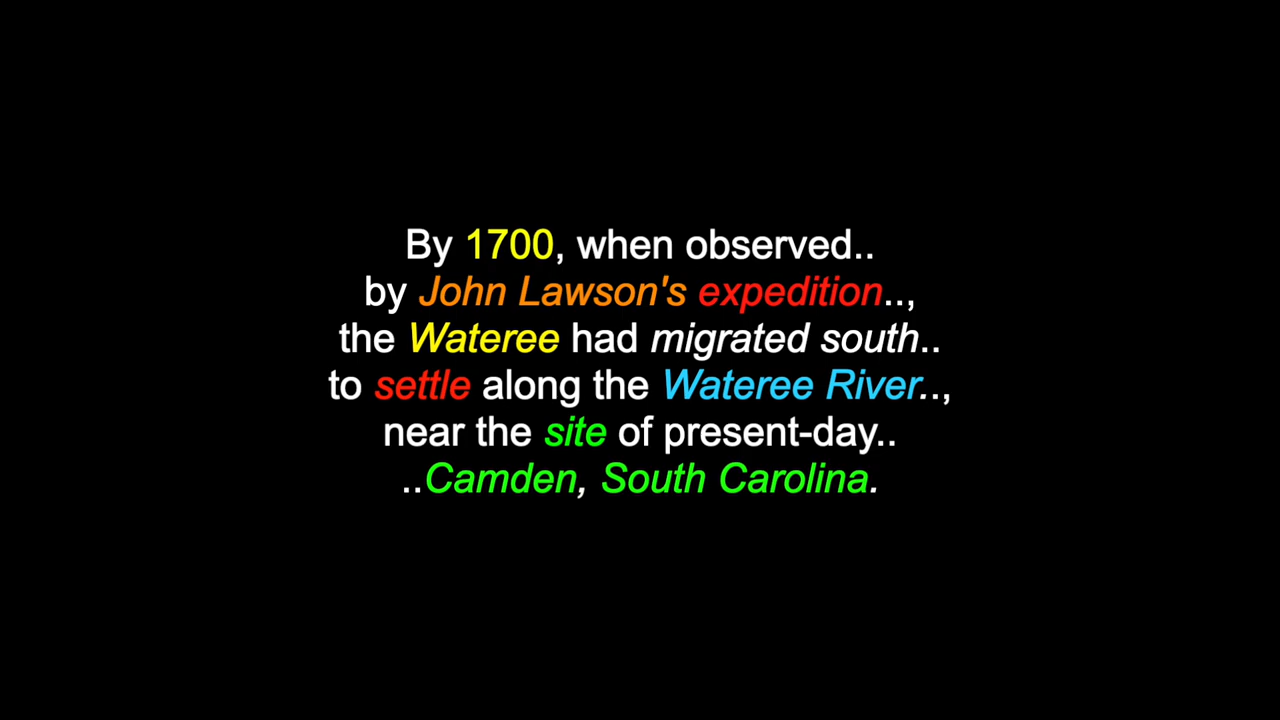 By 1700, when observed..
by John Lawson's expedition..,
the Wateree had migrated south..
to settle along the Wateree River..,
near the site of present-day..
..Camden, South Carolina.